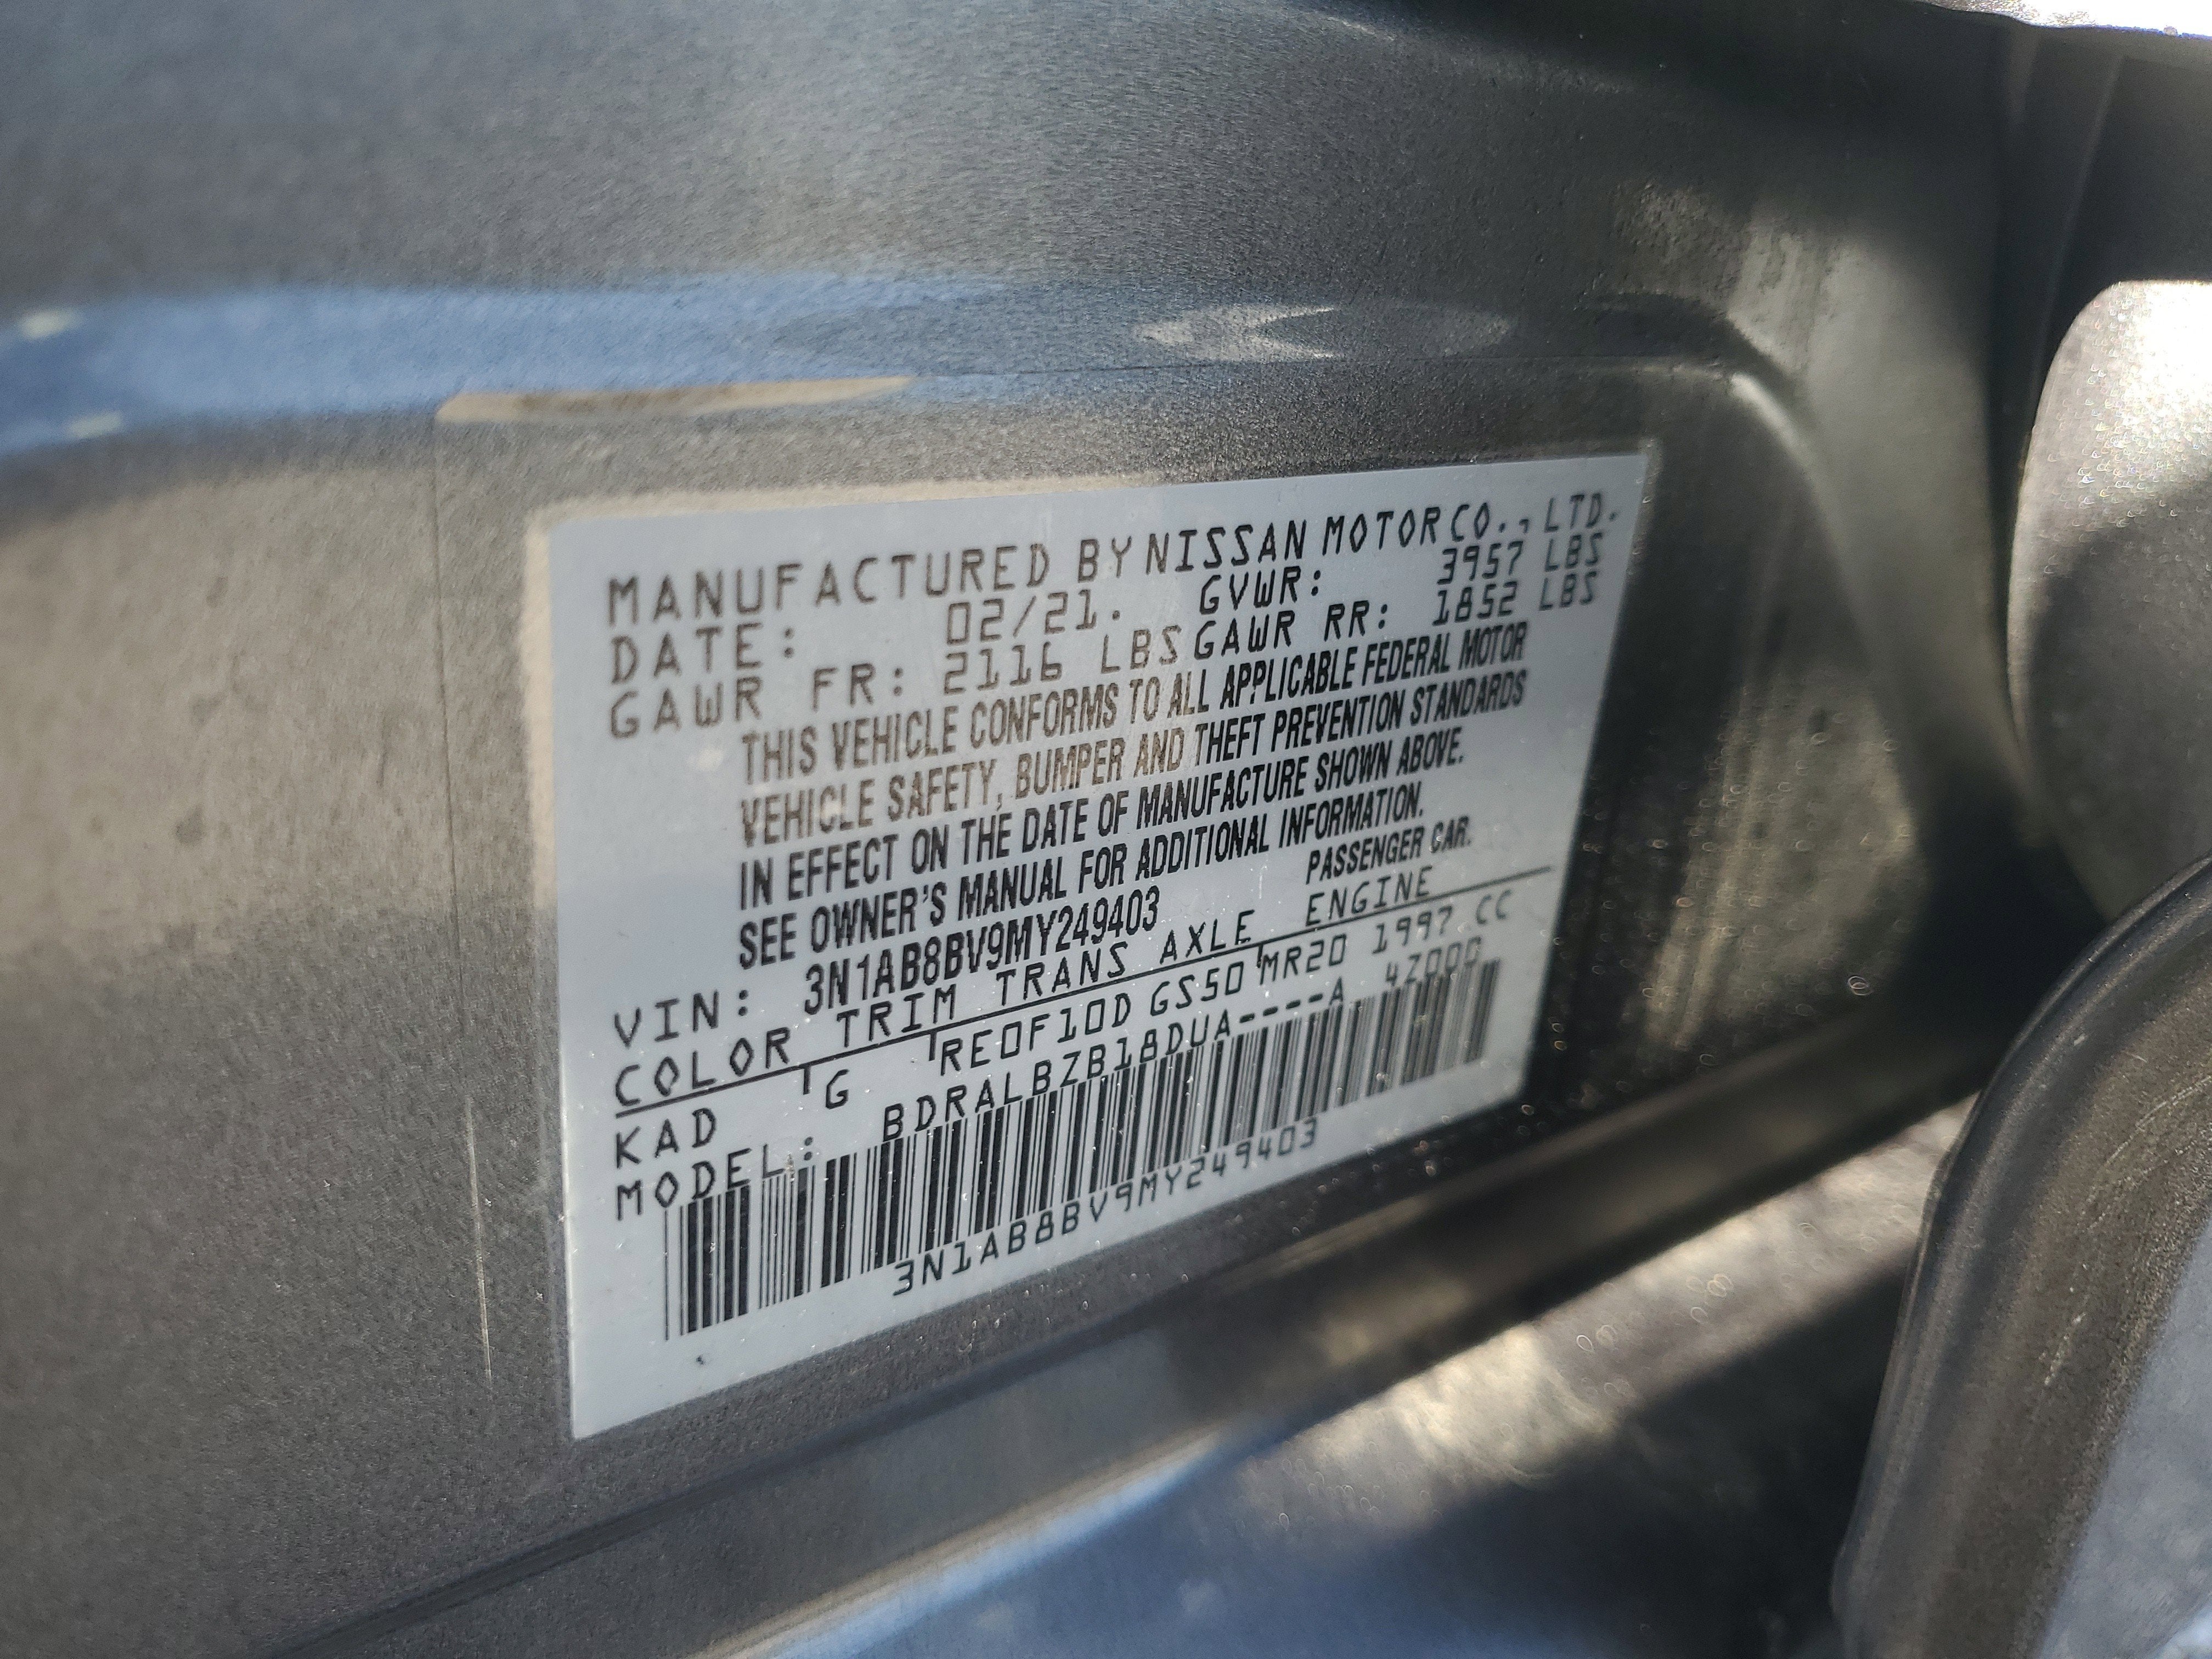 MANUFACTURED BY NISSAN MOTOR CO., LTD.
DATE: 02/21. GVWR: 3957 LBS
GAWR FR: 2116 LBS GAWR RR: 1852 LBS
THIS VEHICLE CONFORMS TO ALL APPLICABLE FEDERAL MOTOR
VEHICLE SAFETY, BUMPER AND THEFT PREVENTION STANDARDS
IN EFFECT ON THE DATE OF MANUFACTURE SHOWN ABOVE.
SEE OWNER'S MANUAL FOR ADDITIONAL INFORMATION.
VIN: 3N1AB8BV9MY249403 PASSENGER CAR.
COLOR TRIM TRANS AXLE ENGINE
KAD G RE0F10D GS50 MR20 1997 CC
MODEL: BDRALBZB18DUA----A 4Z000
3N1AB8BV9MY249403